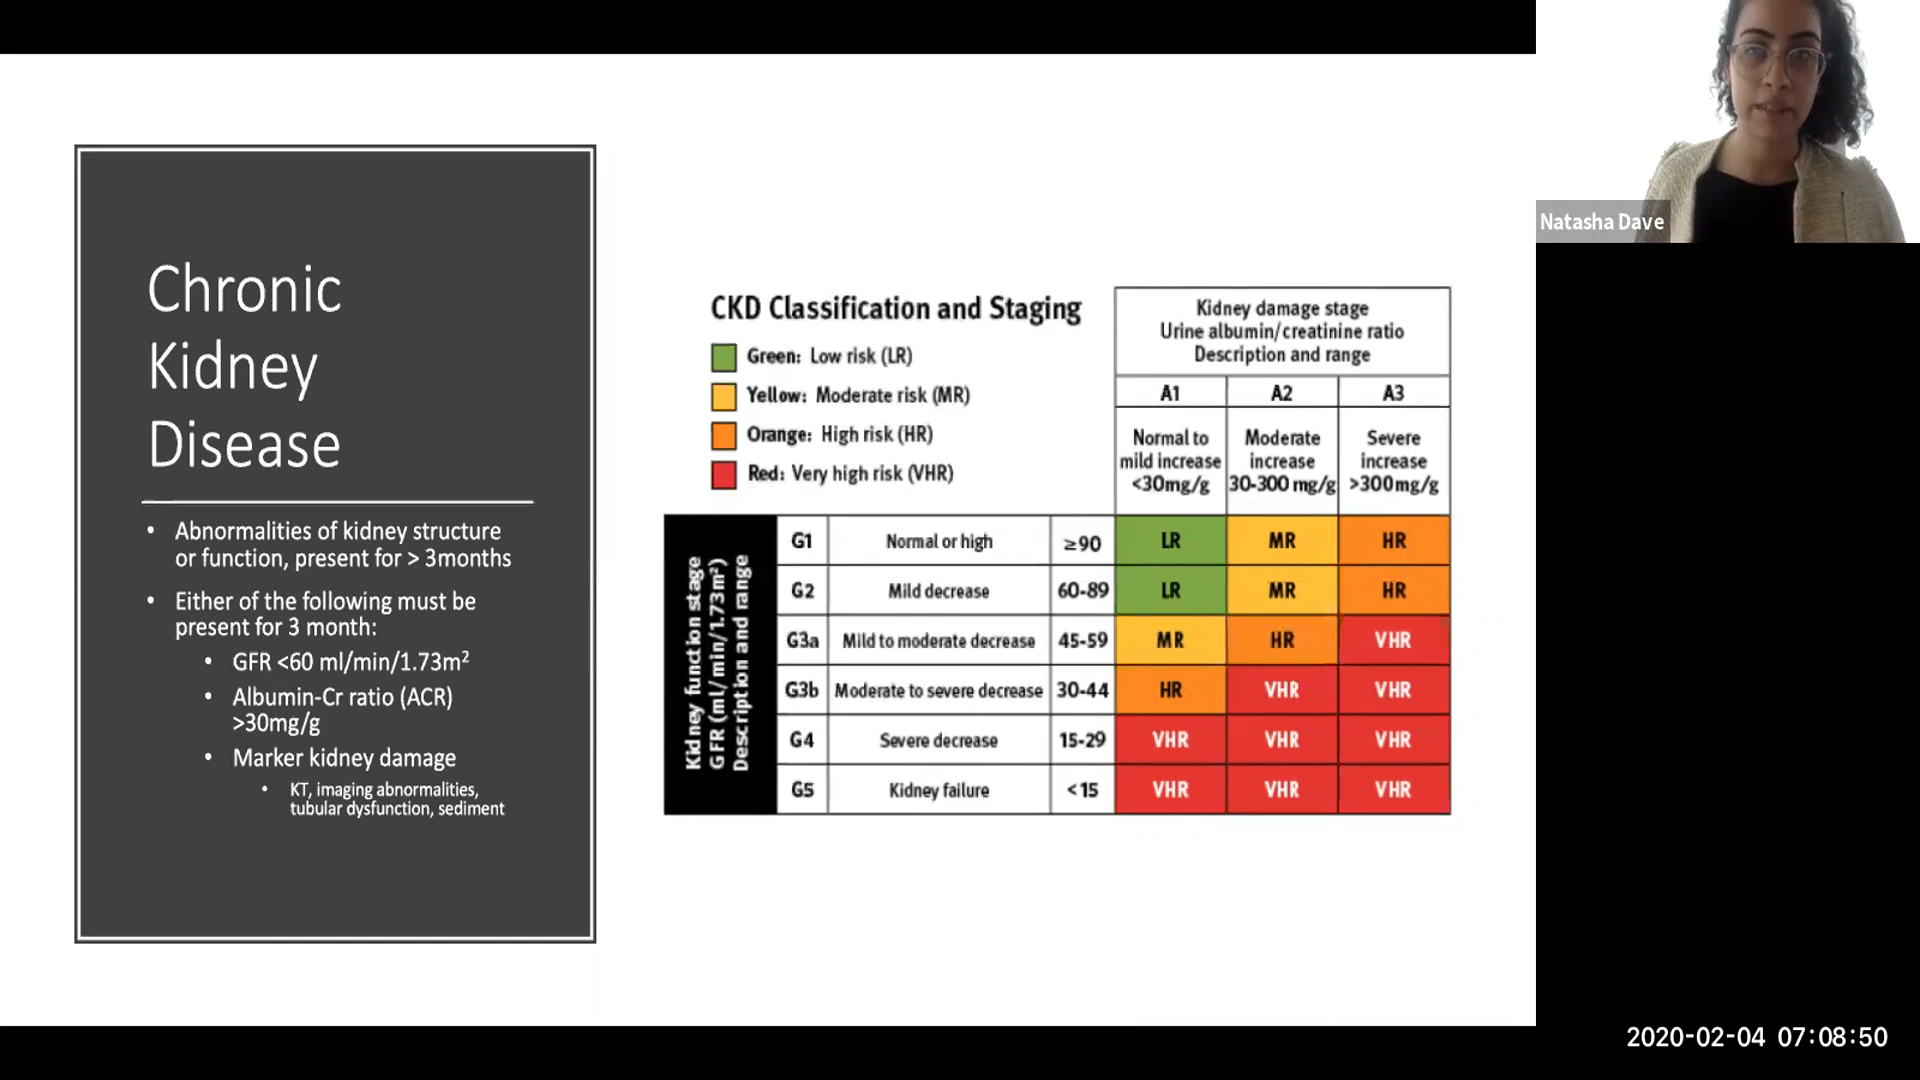 Natasha Dave
Chronic
Kidney
Disease
• Abnormalities of kidney structure
or function, present for > 3months
• Either of the following must be
present for 3 month:
• GFR <60 ml/min/1.73m²
• Albumin-Cr ratio (ACR)
>30mg/g
• Marker kidney damage
• KT, imaging abnormalities,
tubular dysfunction, sediment
CKD Classification and Staging
Green: Low risk (LR)
Yellow: Moderate risk (MR)
Orange: High risk (HR)
Red: Very high risk (VHR)
Kidney damage stage
Urine albumin/creatinine ratio
Description and range
A1 A2 A3
Normal to
mild increase
<30mg/g
Moderate
increase
30-300 mg/g
Severe
increase
>300mg/g
Kidney function stage
GFR (ml/min/1.73m²)
Description and range
G1 Normal or high ≥90 LR MR HR
G2 Mild decrease 60-89 LR MR HR
G3a Mild to moderate decrease 45-59 MR HR VHR
G3b Moderate to severe decrease 30-44 HR VHR VHR
G4 Severe decrease 15-29 VHR VHR VHR
G5 Kidney failure <15 VHR VHR VHR
2020-02-04 07:08:50